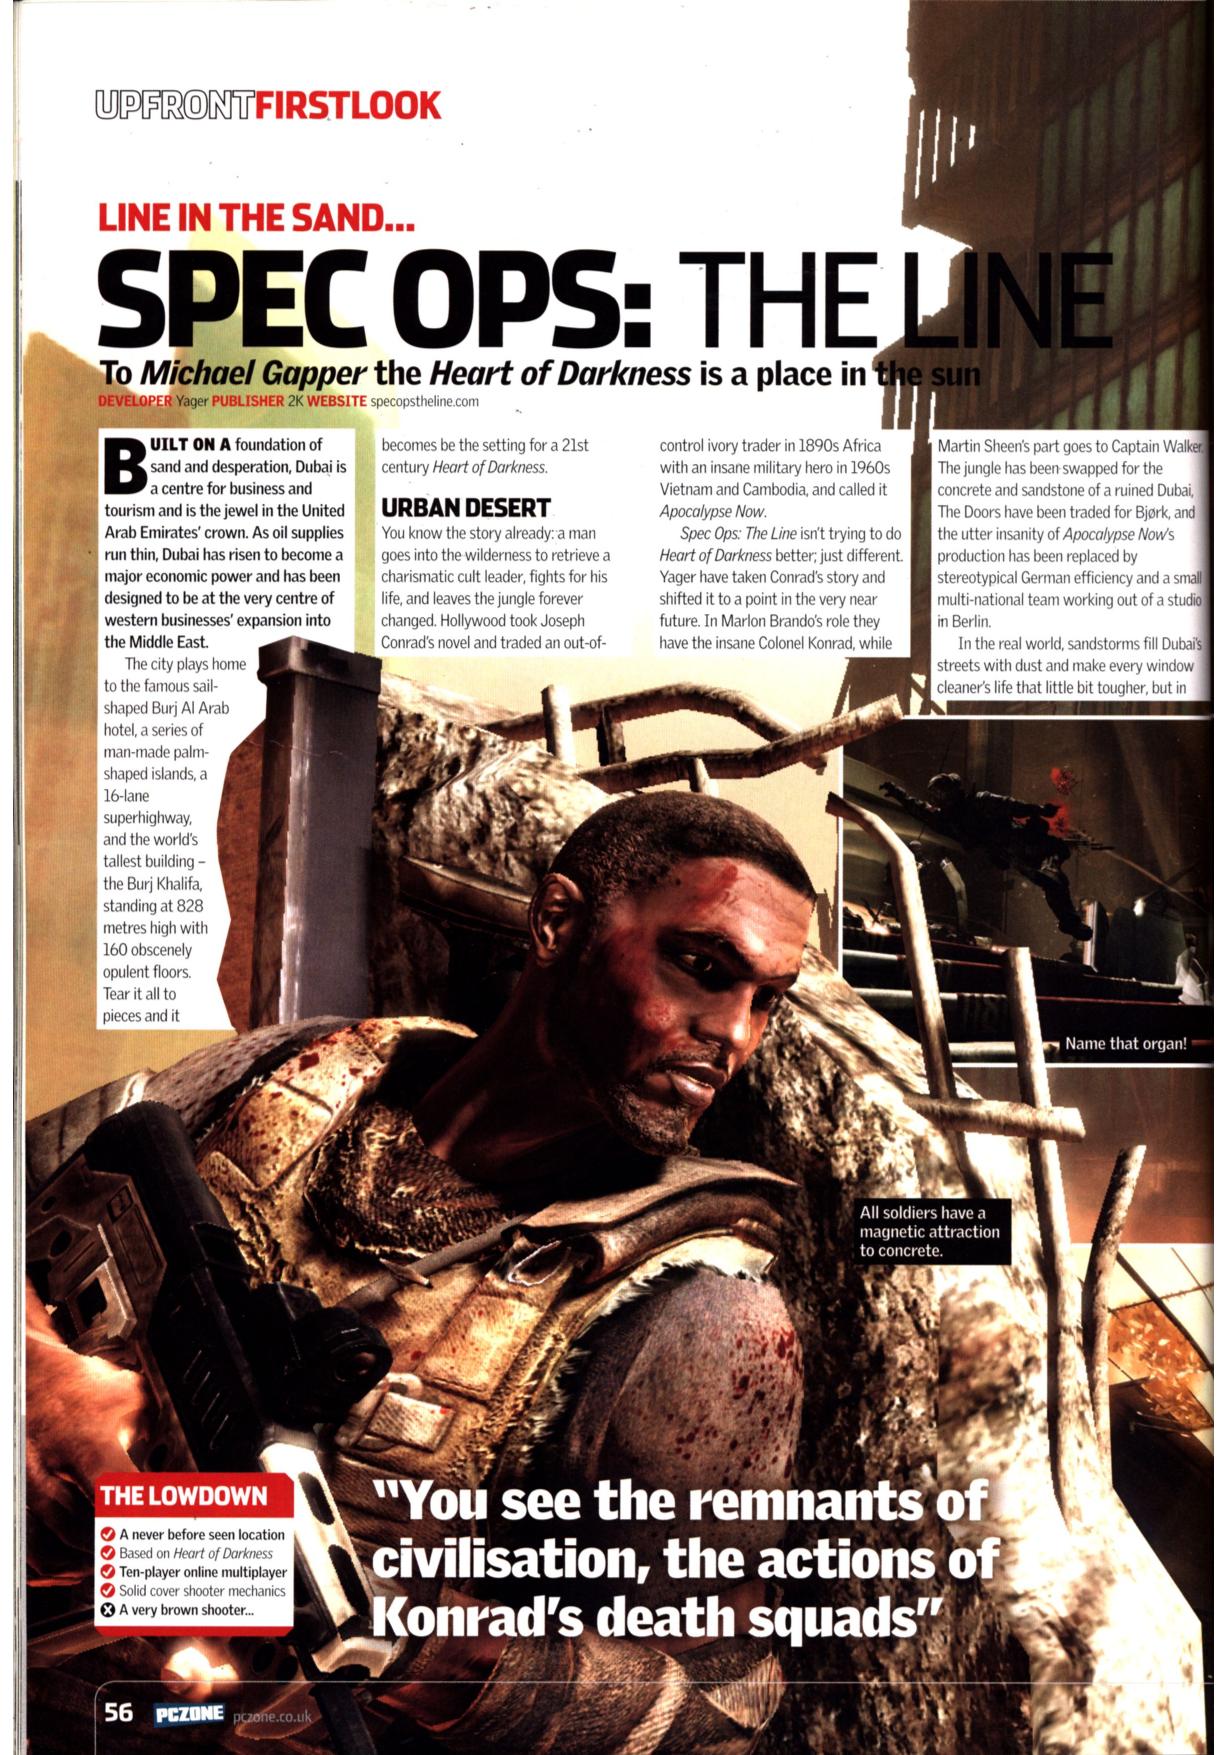 UPFRONTFIRSTLOOK
LINE IN THE SAND...
SPEC OPS: THE LINE
To Michael Gapper the Heart of Darkness is a place in the sun
DEVELOPER Yager PUBLISHER 2K WEBSITE specopstheline.com
BUILT ON A foundation of
sand and desperation, Dubai is
a centre for business and
tourism and is the jewel in the United
Arab Emirates' crown. As oil supplies
run thin, Dubai has risen to become a
major economic power and has been
designed to be at the very centre of
western businesses' expansion into
the Middle East.
The city plays home
to the famous sail-
shaped Burj Al Arab
hotel, a series of
man-made palm-
shaped islands, a
16-lane
superhighway,
and the world's
tallest building –
the Burj Khalifa,
standing at 828
metres high with
160 obscenely
opulent floors.
Tear it all to
pieces and it
becomes be the setting for a 21st
century Heart of Darkness.
URBAN DESERT
You know the story already: a man
goes into the wilderness to retrieve a
charismatic cult leader, fights for his
life, and leaves the jungle forever
changed. Hollywood took Joseph
Conrad's novel and traded an out-of-
control ivory trader in 1890s Africa
with an insane military hero in 1960s
Vietnam and Cambodia, and called it
Apocalypse Now.
Spec Ops: The Line isn't trying to do
Heart of Darkness better; just different.
Yager have taken Conrad's story and
shifted it to a point in the very near
future. In Marlon Brando's role they
have the insane Colonel Konrad, while
Martin Sheen's part goes to Captain Walker.
The jungle has been swapped for the
concrete and sandstone of a ruined Dubai,
The Doors have been traded for Bjørk, and
the utter insanity of Apocalypse Now's
production has been replaced by
stereotypical German efficiency and a small
multi-national team working out of a studio
in Berlin.
In the real world, sandstorms fill Dubai's
streets with dust and make every window
cleaner's life that little bit tougher, but in
Name that organ!
All soldiers have a
magnetic attraction
to concrete.
THE LOWDOWN
A never before seen location
Based on Heart of Darkness
Ten-player online multiplayer
Solid cover shooter mechanics
A very brown shooter...
"You see the remnants of
civilisation, the actions of
Konrad's death squads"
56 PCZONE pczone.co.uk